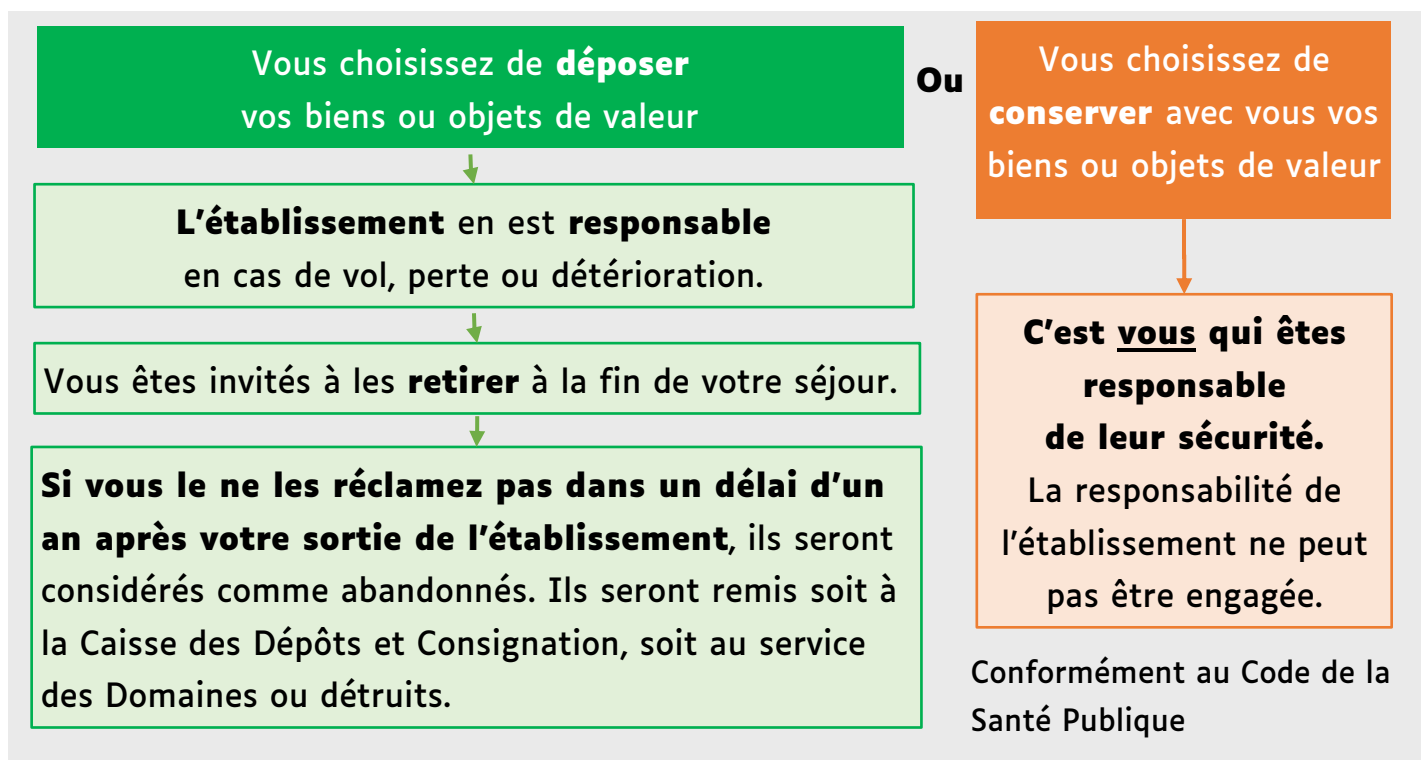 Vous choisissez de déposer
vos biens ou objets de valeur
L'établissement en est responsable
en cas de vol, perte ou détérioration.
Vous êtes invités à les retirer à la fin de votre séjour.
Si vous le ne les réclamez pas dans un délai d'un
an après votre sortie de l'établissement, ils seront
considérés comme abandonnés. Ils seront remis soit à
la Caisse des Dépôts et Consignation, soit au service
des Domaines ou détruits.
Ou
Vous choisissez de
conserver avec vous vos
biens ou objets de valeur
C'est vous qui êtes
responsable
de leur sécurité.
La responsabilité de
l'établissement ne peut
pas être engagée.
Conformément au Code de la
Santé Publique